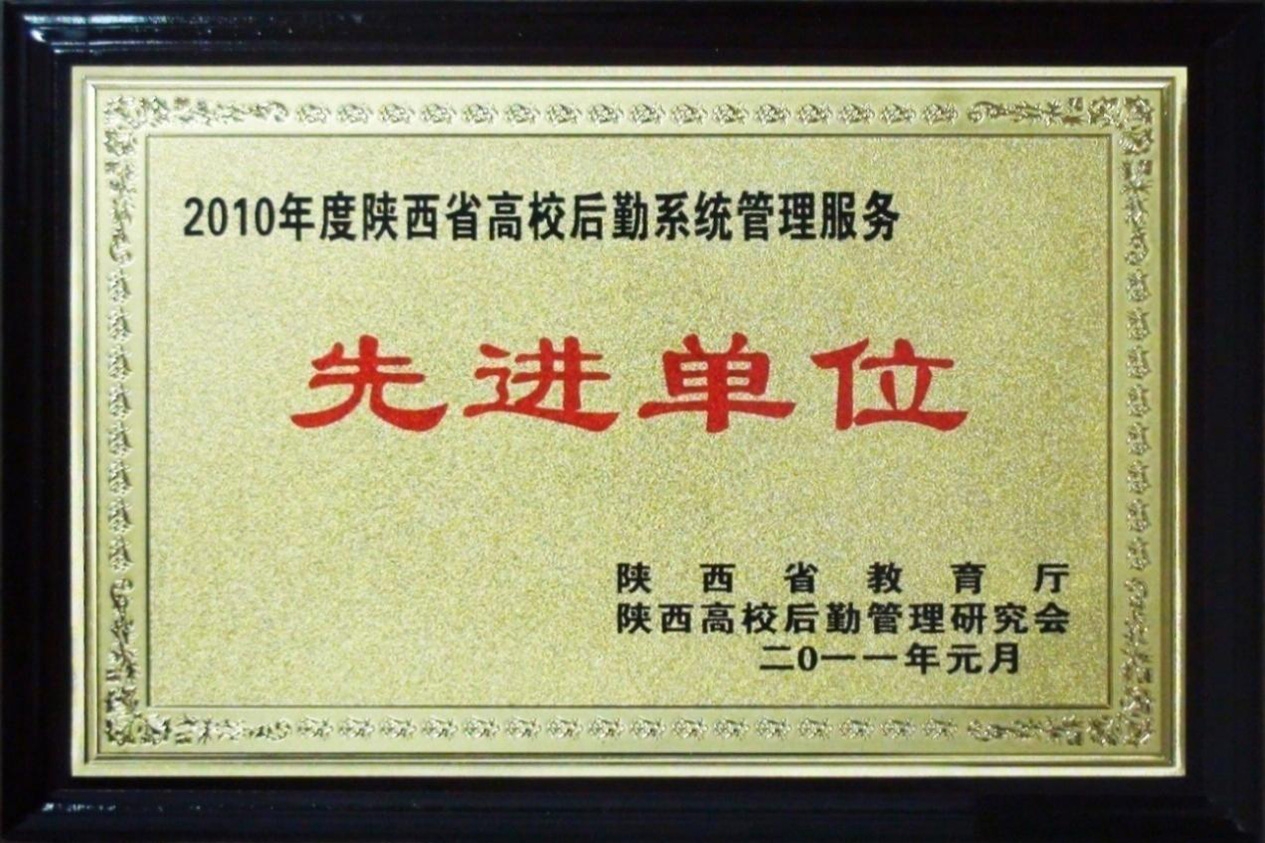 2010年度陕西省高校后勤系统管理服务
先进单位
陕西省教育厅
陕西高校后勤管理研究会
二0一一年元月